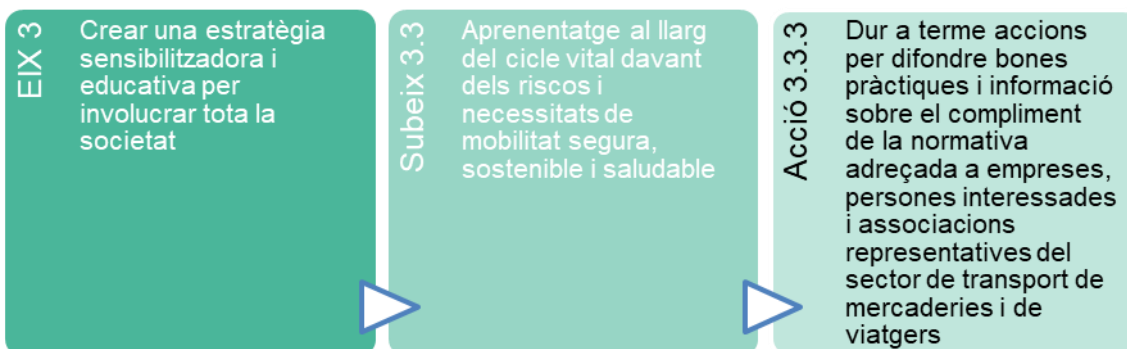 EIX 3
Crear una estratègia
sensibilitzadora i
educativa per
involucrar tota la
societat
Subeix 3.3
Aprenentatge al llarg
del cicle vital davant
dels riscos i
necessitats de
mobilitat segura,
sostenible i saludable
Acció 3.3.3
Dur a terme accions
per difondre bones
pràctiques i informació
sobre el compliment
de la normativa
adreçada a empreses,
persones interessades
i associacions
representatives del
sector de transport de
mercaderies i de
viatgers